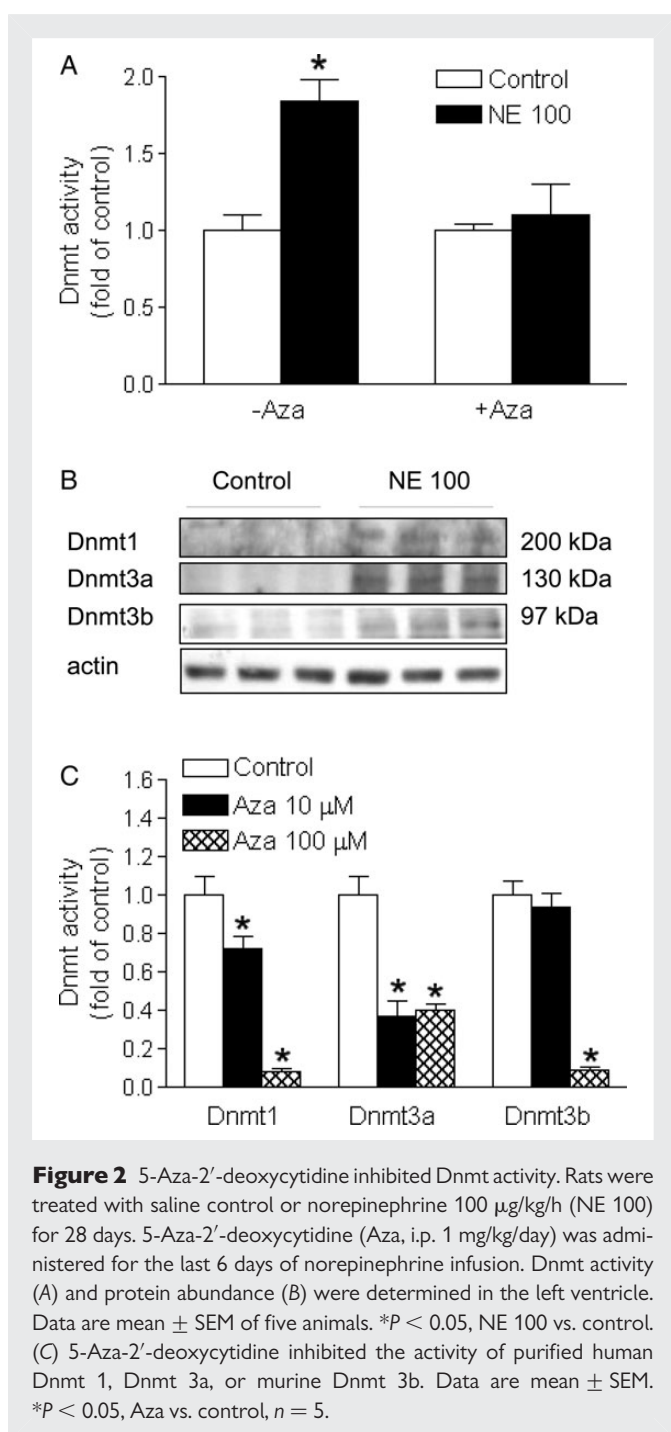 A
2.0
1.5
1.0
0.5
0.0
Dnmt activity
(fold of control)
*
Control
NE 100
-Aza
+Aza
B
Control
NE 100
Dnmt1
200 kDa
Dnmt3a
130 kDa
Dnmt3b
97 kDa
actin
C
1.6
1.4
1.2
1.0
0.8
0.6
0.4
0.2
0.0
Dnmt activity
(fold of control)
Control
Aza 10 µM
Aza 100 µM
*
*
*
*
*
Dnmt1
Dnmt3a
Dnmt3b
Figure 2 5-Aza-2′-deoxycytidine inhibited Dnmt activity. Rats were
treated with saline control or norepinephrine 100 µg/kg/h (NE 100)
for 28 days. 5-Aza-2′-deoxycytidine (Aza, i.p. 1 mg/kg/day) was admi-
nistered for the last 6 days of norepinephrine infusion. Dnmt activity
(A) and protein abundance (B) were determined in the left ventricle.
Data are mean ± SEM of five animals. *P < 0.05, NE 100 vs. control.
(C) 5-Aza-2′-deoxycytidine inhibited the activity of purified human
Dnmt 1, Dnmt 3a, or murine Dnmt 3b. Data are mean ± SEM.
*P < 0.05, Aza vs. control, n = 5.